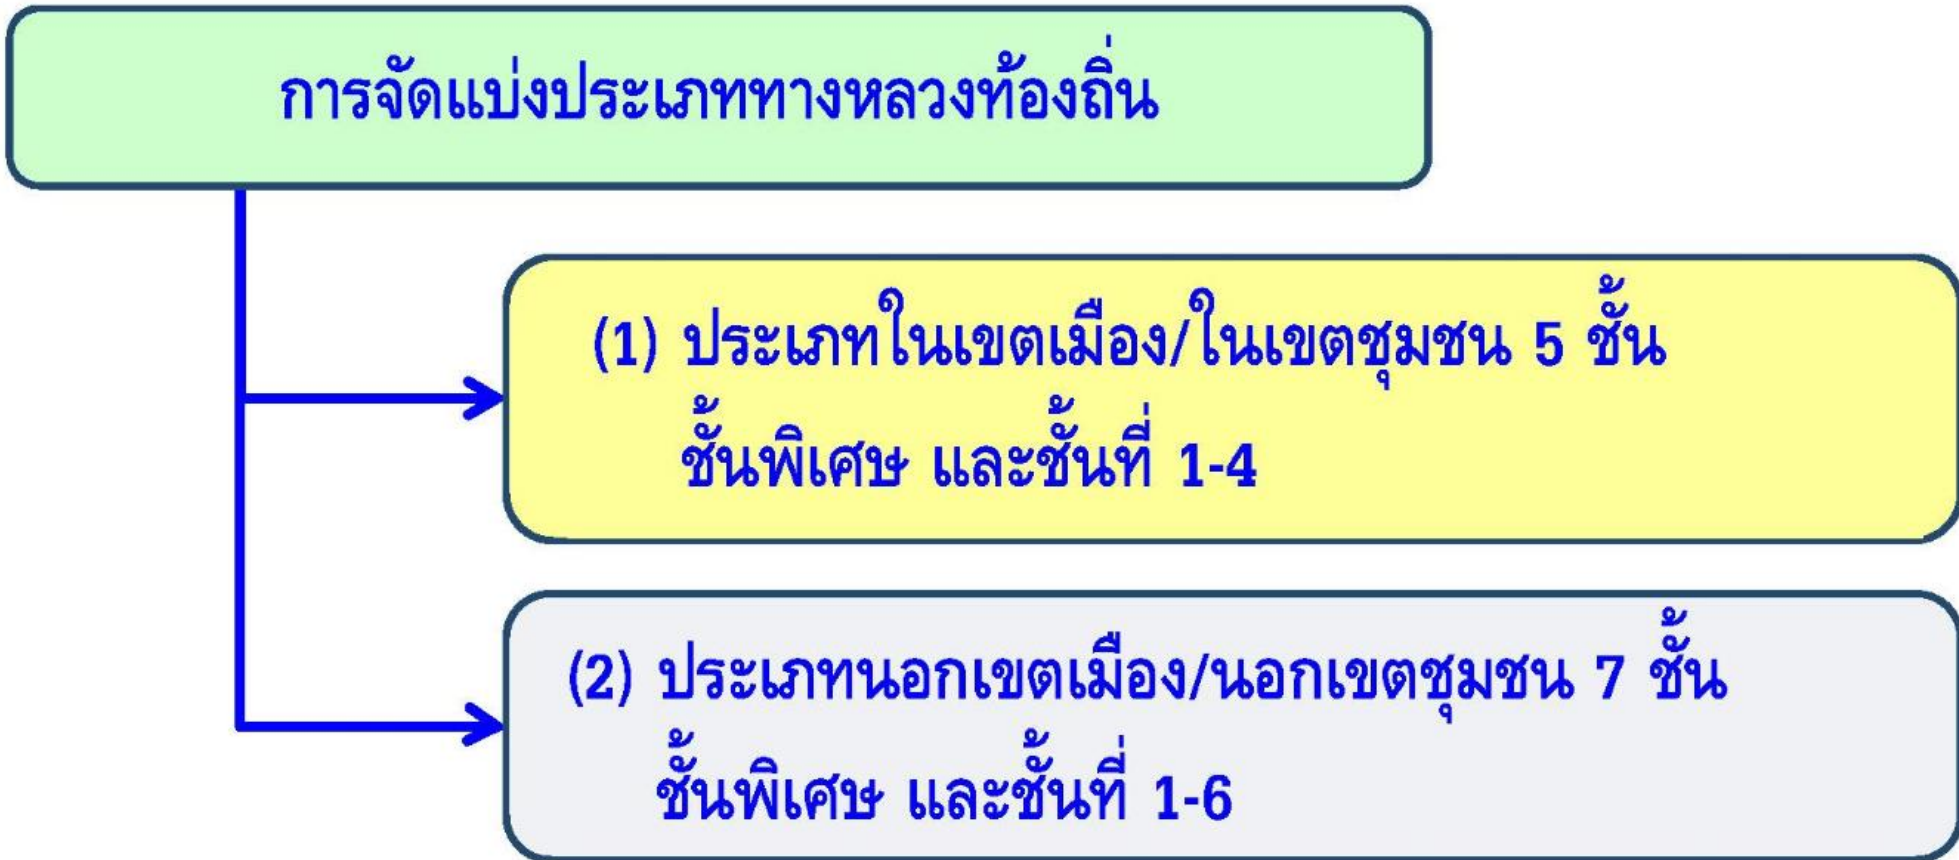 การจัดแบ่งประเภททางหลวงท้องถิ่น
(1) ประเภทในเขตเมือง/ในเขตชุมชน 5 ชั้น
ชั้นพิเศษ และชั้นที่ 1-4
(2) ประเภทนอกเขตเมือง/นอกเขตชุมชน 7 ชั้น
ชั้นพิเศษ และชั้นที่ 1-6